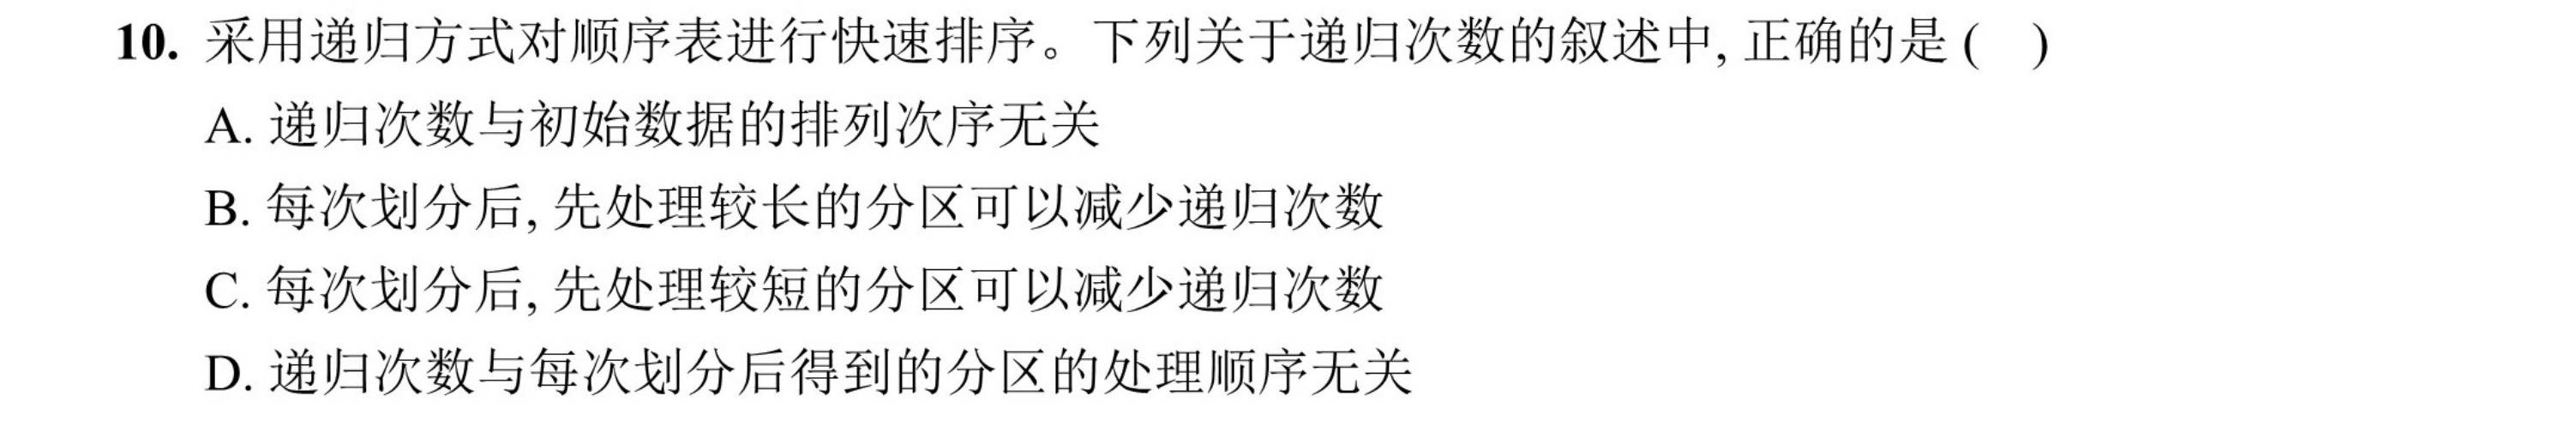 10. 采用递归方式对顺序表进行快速排序。下列关于递归次数的叙述中, 正确的是 (   )
A. 递归次数与初始数据的排列次序无关
B. 每次划分后, 先处理较长的分区可以减少递归次数
C. 每次划分后, 先处理较短的分区可以减少递归次数
D. 递归次数与每次划分后得到的分区的处理顺序无关